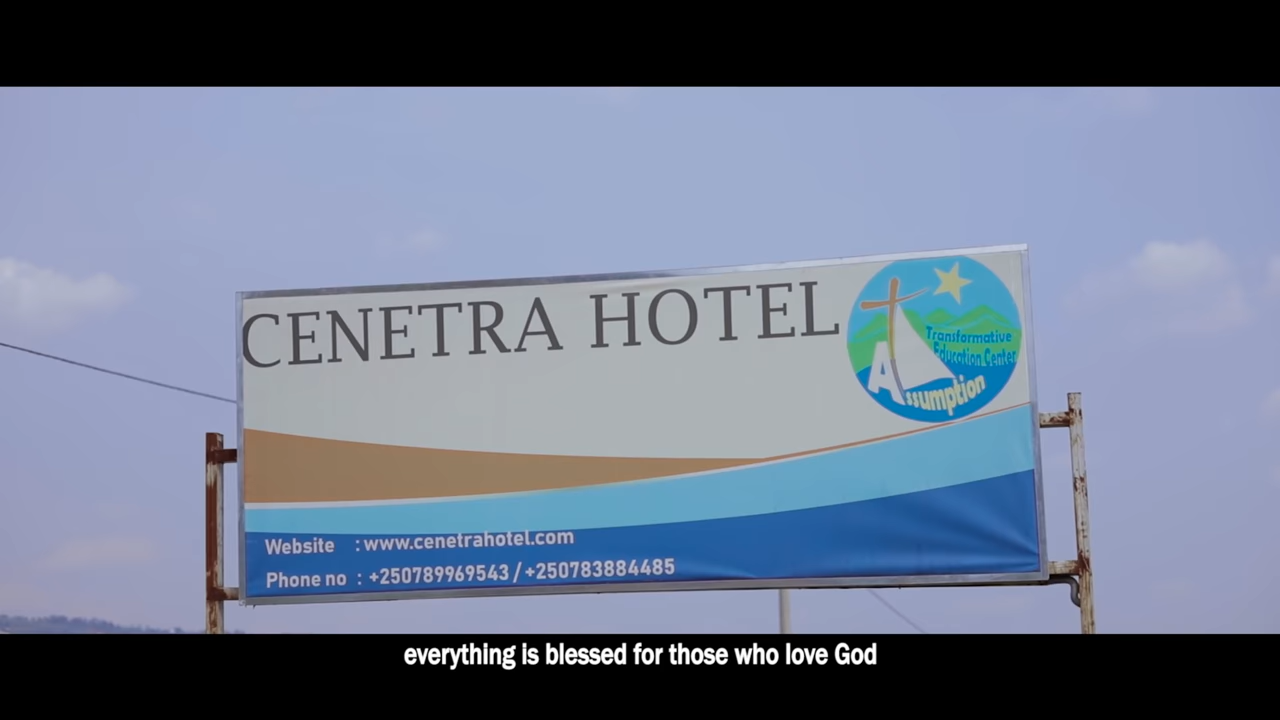 CENETRA HOTEL
Transformative
Education Center
Assumption
Website : www.cenetrahotel.com
Phone no : +250789969543 / +250783884485
everything is blessed for those who love God